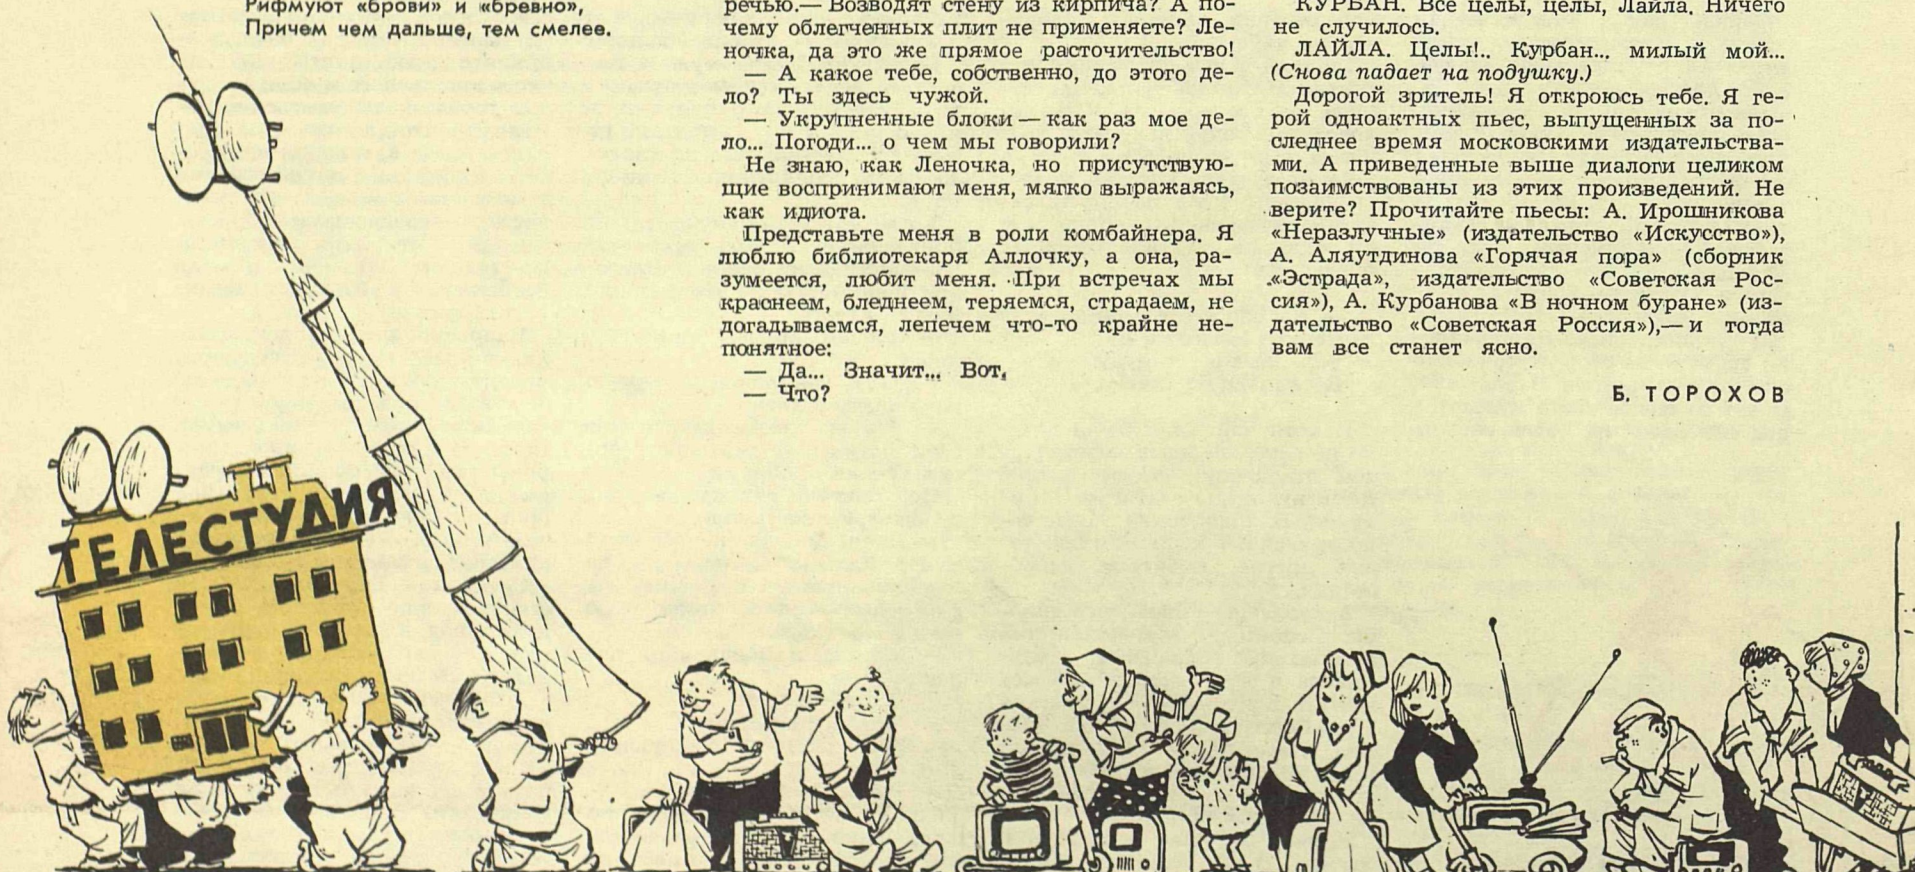 Рифмуют «брови» и «бревно»,
Причем чем дальше, тем смелее.
речью.— Возводят стену из кирпича? А по-
чему облегченных плит не применяете? Ле-
ночка, да это же прямое расточительство!
— А какое тебе, собственно, до этого де-
ло? Ты здесь чужой.
— Укрупненные блоки — как раз мое де-
ло... Погоди... о чем мы говорили?
Не знаю, как Леночка, но присутствую-
щие воспринимают меня, мягко выражаясь,
как идиота.
Представьте меня в роли комбайнера. Я
люблю библиотекаря Аллочку, а она, ра-
зумеется, любит меня. При встречах мы
краснеем, бледнеем, теряемся, страдаем, не
догадываемся, лепечем что-то крайне не-
понятное:
— Да... Значит... Вот.
— Что?
КУРБАН. Все целы, целы, Лайла. Ничего
не случилось.
ЛАЙЛА. Целы!.. Курбан... милый мой...
(Снова падает на подушку.)
Дорогой зритель! Я откроюсь тебе. Я ге-
рой одноактных пьес, выпущенных за по-
следнее время московскими издательства-
ми. А приведенные выше диалоги целиком
позаимствованы из этих произведений. Не
верите? Прочитайте пьесы: А. Ирошникова
«Неразлучные» (издательство «Искусство»),
А. Аляутдинова «Горячая пора» (сборник
«Эстрада», издательство «Советская Рос-
сия»), А. Курбанова «В ночном буране» (из-
дательство «Советская Россия»),— и тогда
вам все станет ясно.
Б. ТОРОХОВ
ТЕЛЕСТУДИЯ